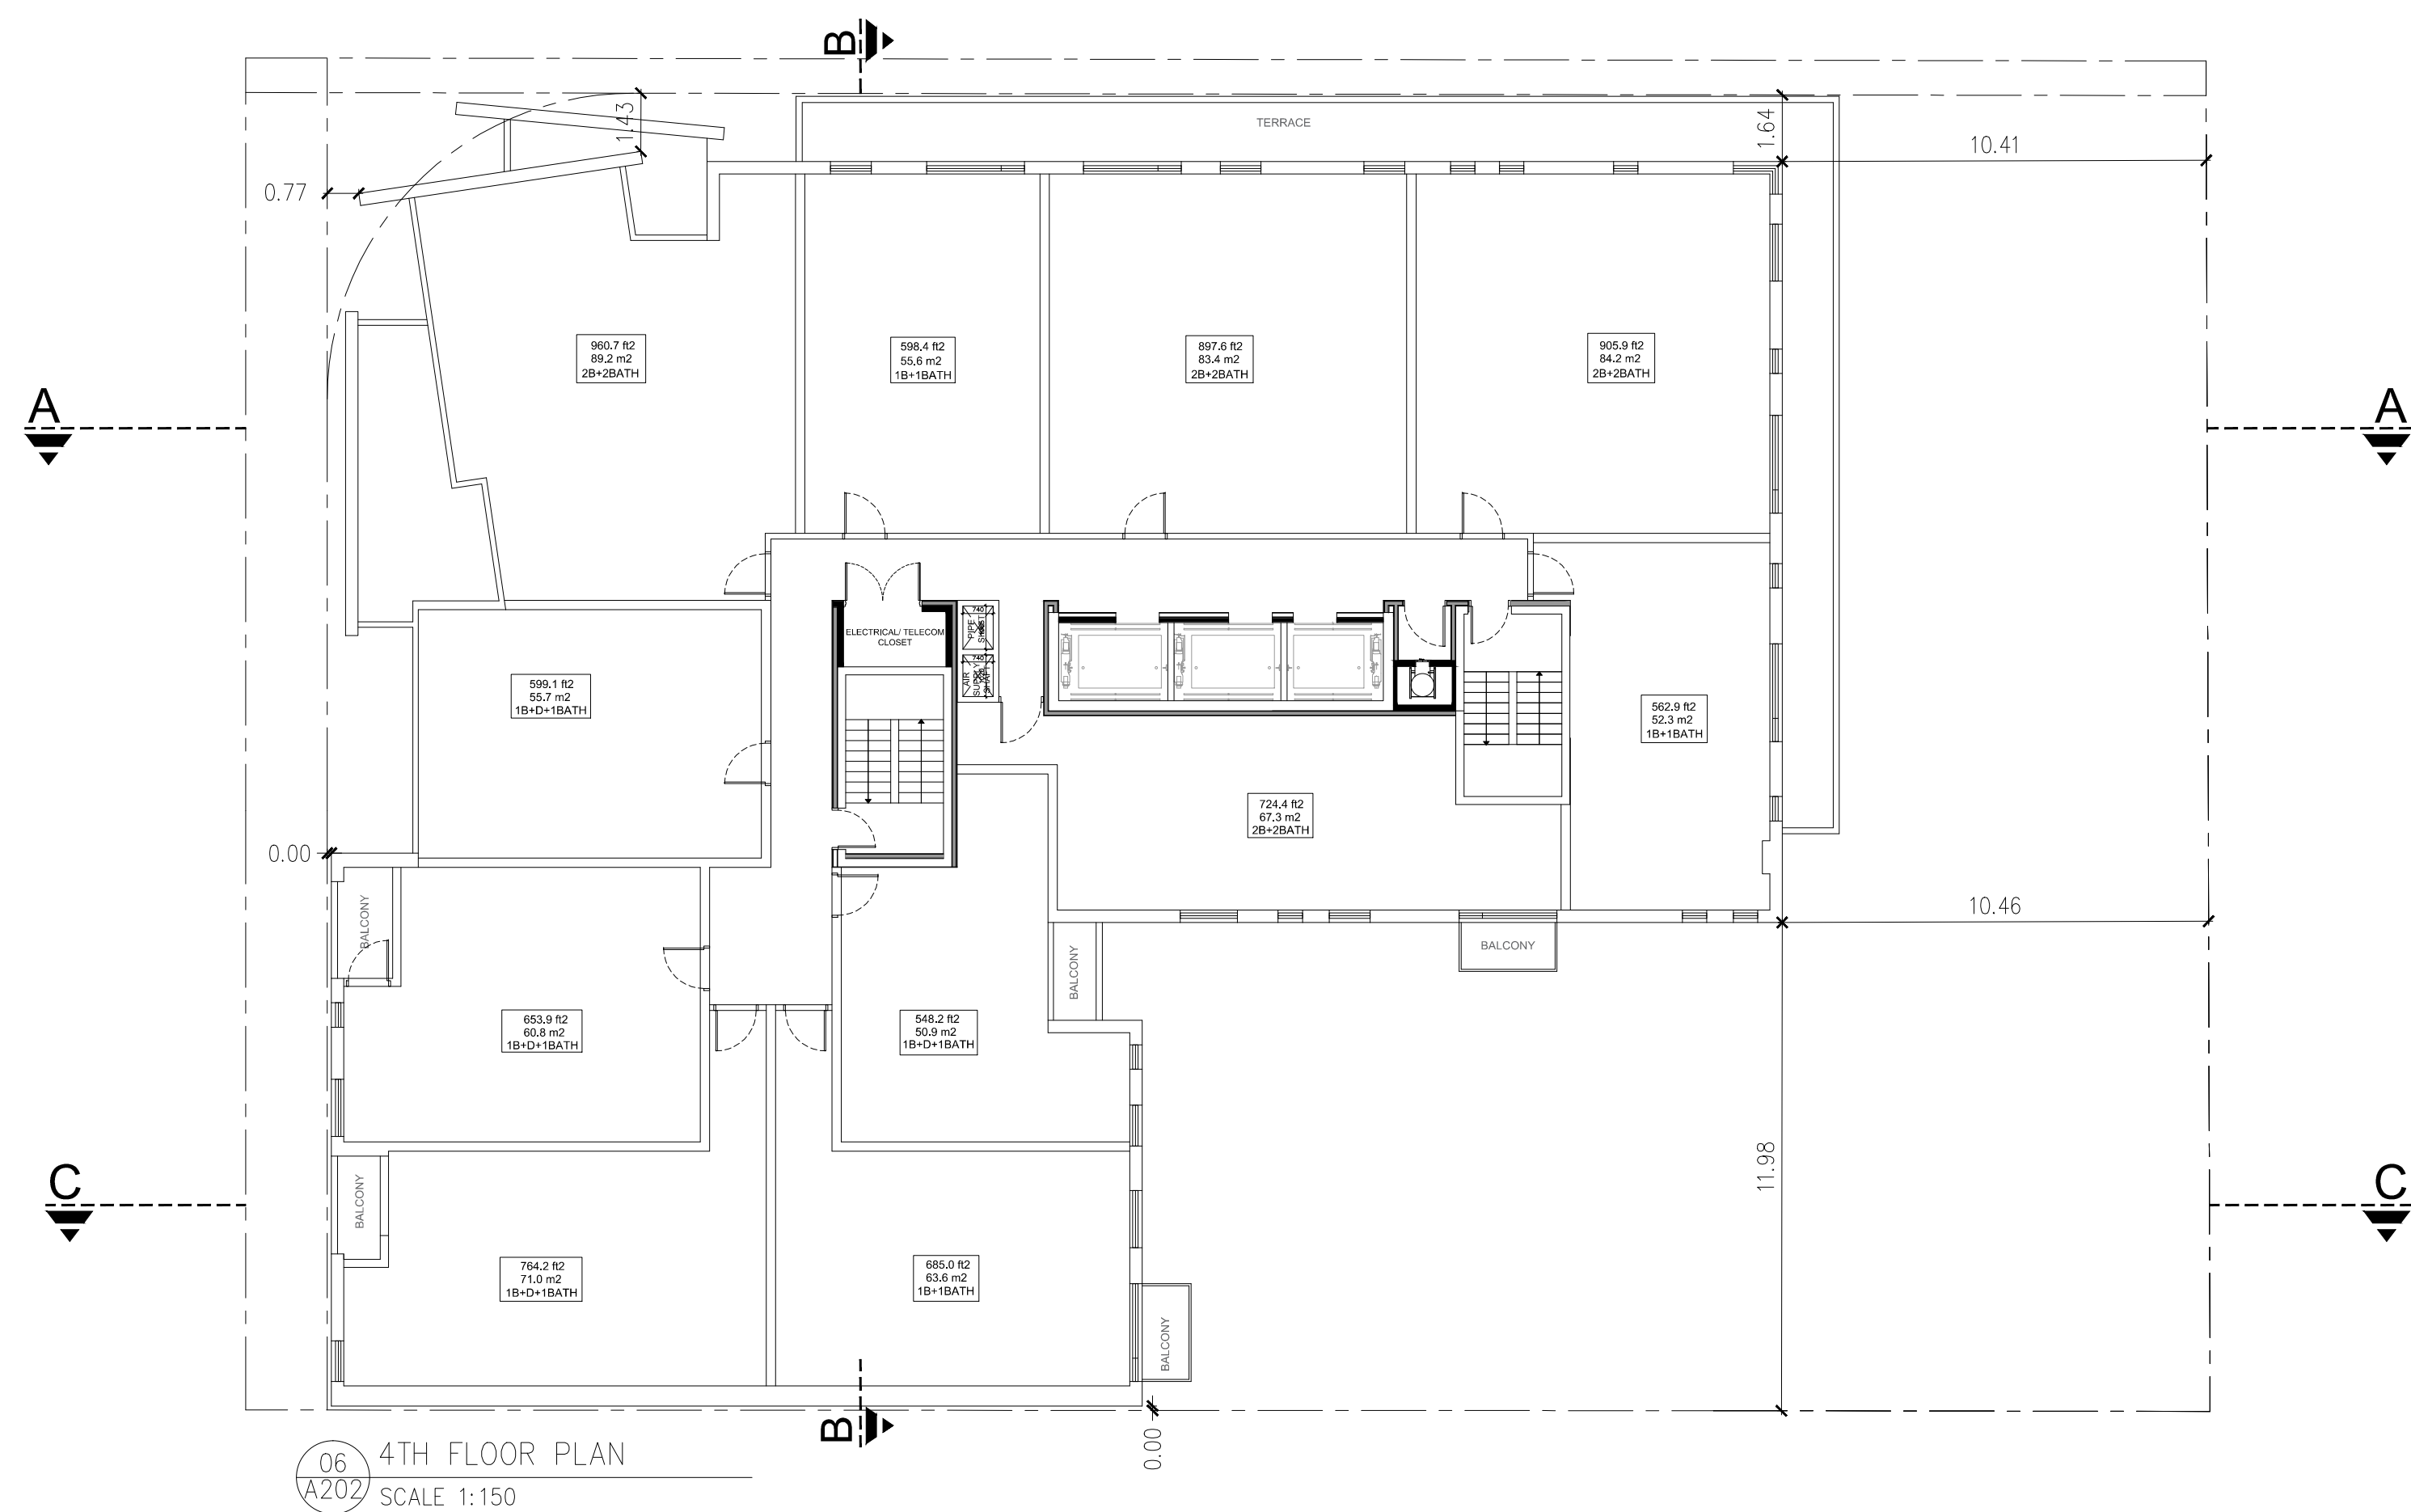 B
TERRACE
1.43
1.64
10.41
0.77
960.7 ft2
89.2 m2
2B+2BATH
598.4 ft2
55.6 m2
1B+1BATH
897.6 ft2
83.4 m2
2B+2BATH
905.9 ft2
84.2 m2
2B+2BATH
A
A
ELECTRICAL/ TELECOM
CLOSET
740
PIPE
740
AIR
SUPPLY
SHAFT
599.1 ft2
55.7 m2
1B+D+1BATH
562.9 ft2
52.3 m2
1B+1BATH
724.4 ft2
67.3 m2
2B+2BATH
0.00
BALCONY
10.46
BALCONY
BALCONY
653.9 ft2
60.8 m2
1B+D+1BATH
548.2 ft2
50.9 m2
1B+D+1BATH
11.98
C
C
BALCONY
764.2 ft2
71.0 m2
1B+D+1BATH
685.0 ft2
63.6 m2
1B+1BATH
BALCONY
B
0.00
06
A202
4TH FLOOR PLAN
SCALE 1:150